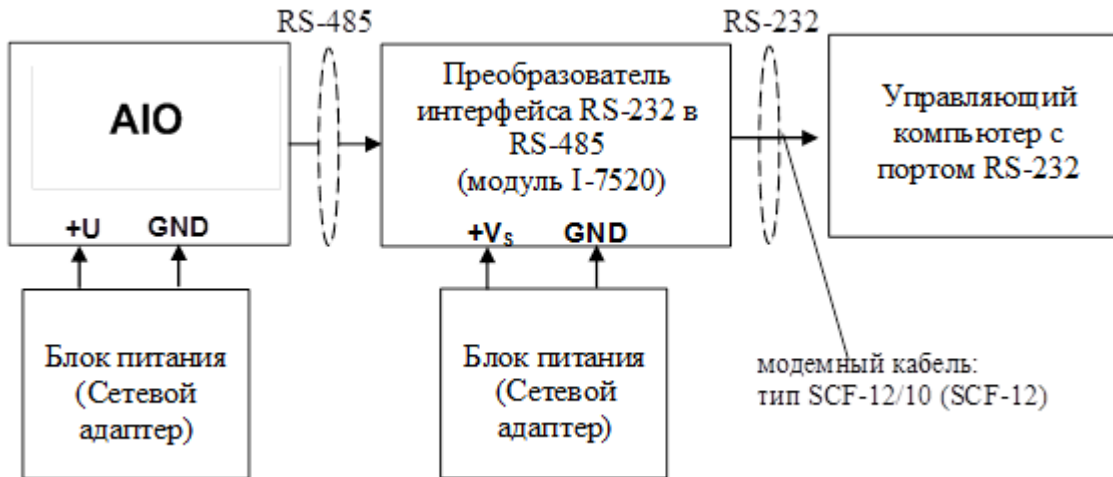 RS-485
RS-232
AIO
+U GND
Преобразователь
интерфейса RS-232 в
RS-485
(модуль I-7520)
+Vs GND
Управляющий
компьютер с
портом RS-232
Блок питания
(Сетевой
адаптер)
Блок питания
(Сетевой
адаптер)
модемный кабель:
тип SCF-12/10 (SCF-12)